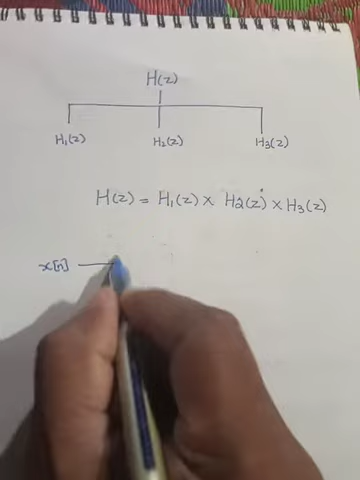 H(z)
H₁(z) H₂(z) H₃(z)
H(z) = H₁(z) × H2(z) × H₃(z)
x[n]